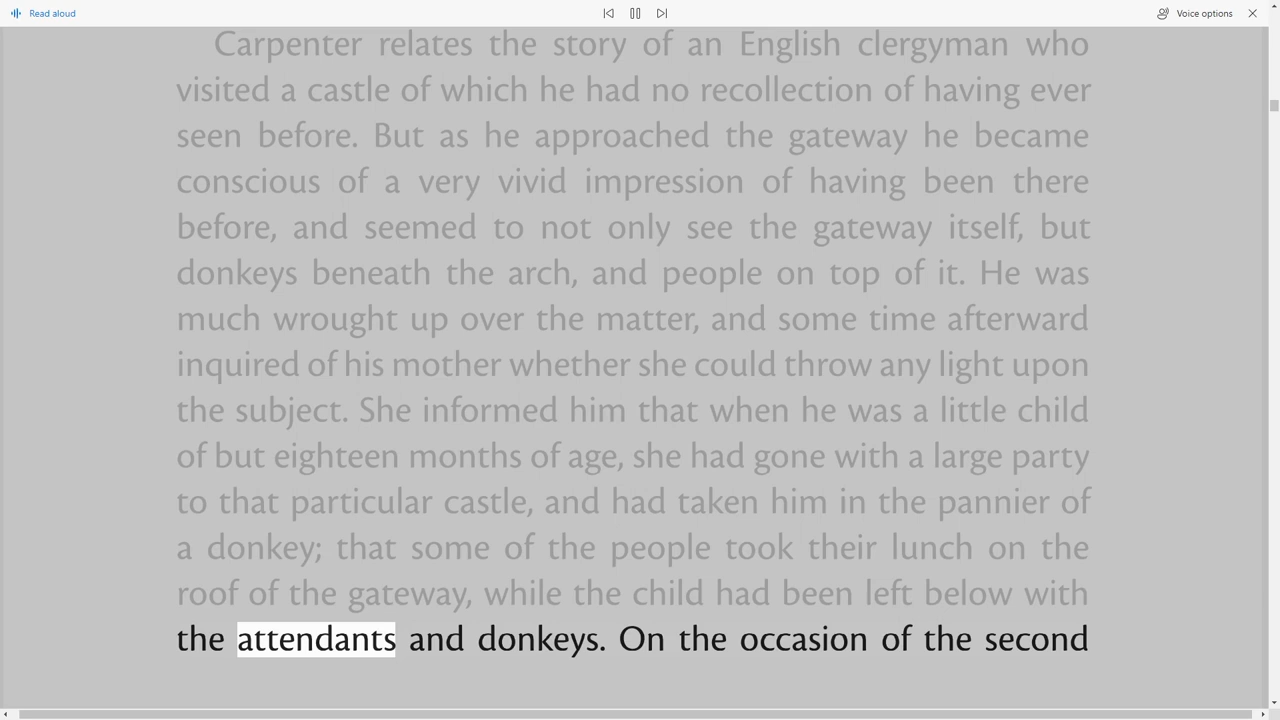 Read aloud
Voice options
Carpenter relates the story of an English clergyman who
visited a castle of which he had no recollection of having ever
seen before. But as he approached the gateway he became
conscious of a very vivid impression of having been there
before, and seemed to not only see the gateway itself, but
donkeys beneath the arch, and people on top of it. He was
much wrought up over the matter, and some time afterward
inquired of his mother whether she could throw any light upon
the subject. She informed him that when he was a little child
of but eighteen months of age, she had gone with a large party
to that particular castle, and had taken him in the pannier of
a donkey; that some of the people took their lunch on the
roof of the gateway, while the child had been left below with
the attendants and donkeys. On the occasion of the second